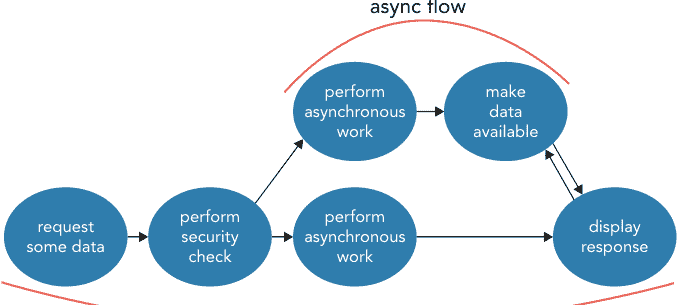 async flow
perform
asynchronous
work
make
data
available
request
some data
perform
security
check
perform
asynchronous
work
display
response